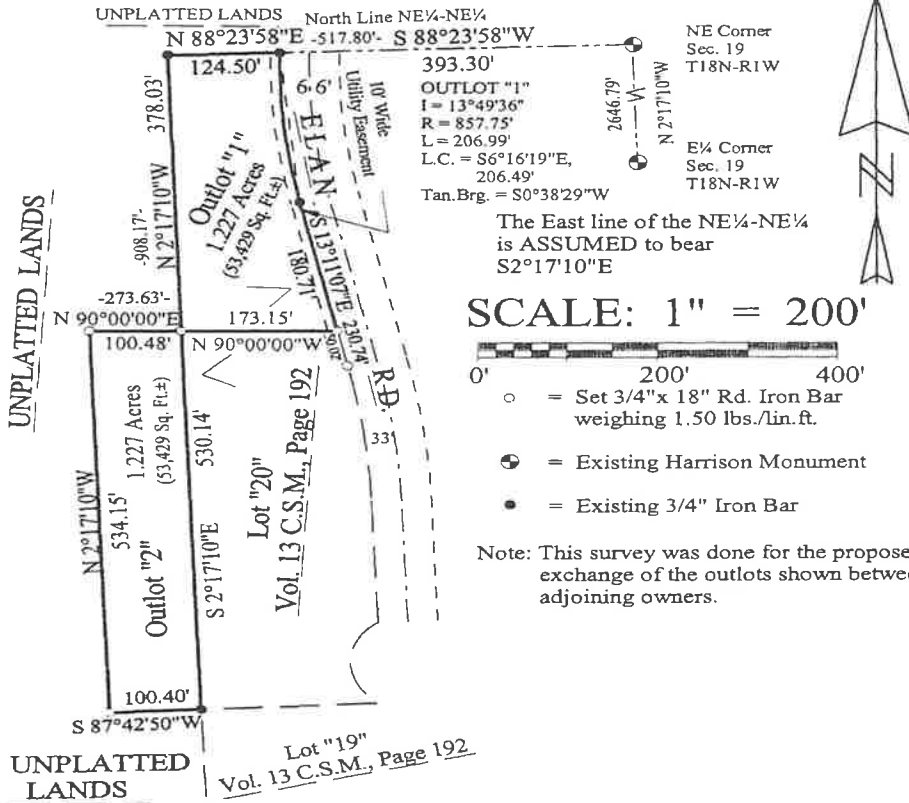 UNPLATTED LANDS
North Line NE¼-NE¼
N 88°23'58"E -517.80'- S 88°23'58"W
124.50'
393.30'
NE Corner
Sec. 19
T18N-R1W
2646.79'
N 2°17'10"W
E¼ Corner
Sec. 19
T18N-R1W
OUTLOT "1"
I = 13°49'36"
R = 857.75'
L = 206.99'
L.C. = S6°16'19"E,
206.49'
Tan.Brg. = S0°38'29"W
The East line of the NE¼-NE¼
is ASSUMED to bear
S2°17'10"E
N
6 6'
10' Wide
Utility Easement
ELAN RD.
378.03'
-908.17'-
N 2°17'10"W
Outlot "1"
1.227 Acres
(53,429 Sq. Ft.±)
S 13°11'07"E 230.74'
180.71'
UNPLATTED LANDS
-273.63'-
N 90°00'00"E
173.15'
100.48'
N 90°00'00"W
33'
SCALE: 1" = 200'
0' 200' 400'
○ = Set 3/4"x 18" Rd. Iron Bar
weighing 1.50 lbs./lin.ft.
= Existing Harrison Monument
● = Existing 3/4" Iron Bar
Note: This survey was done for the propose
exchange of the outlots shown betwe
adjoining owners.
N 2°17'10"W
534.15'
Outlot "2"
1.227 Acres
(53,429 Sq. Ft.±)
530.14'
S 2°17'10"E
Lot "20"
Vol. 13 C.S.M., Page 192
100.40'
S 87°42'50"W
UNPLATTED
LANDS
Lot "19"
Vol. 13 C.S.M., Page 192